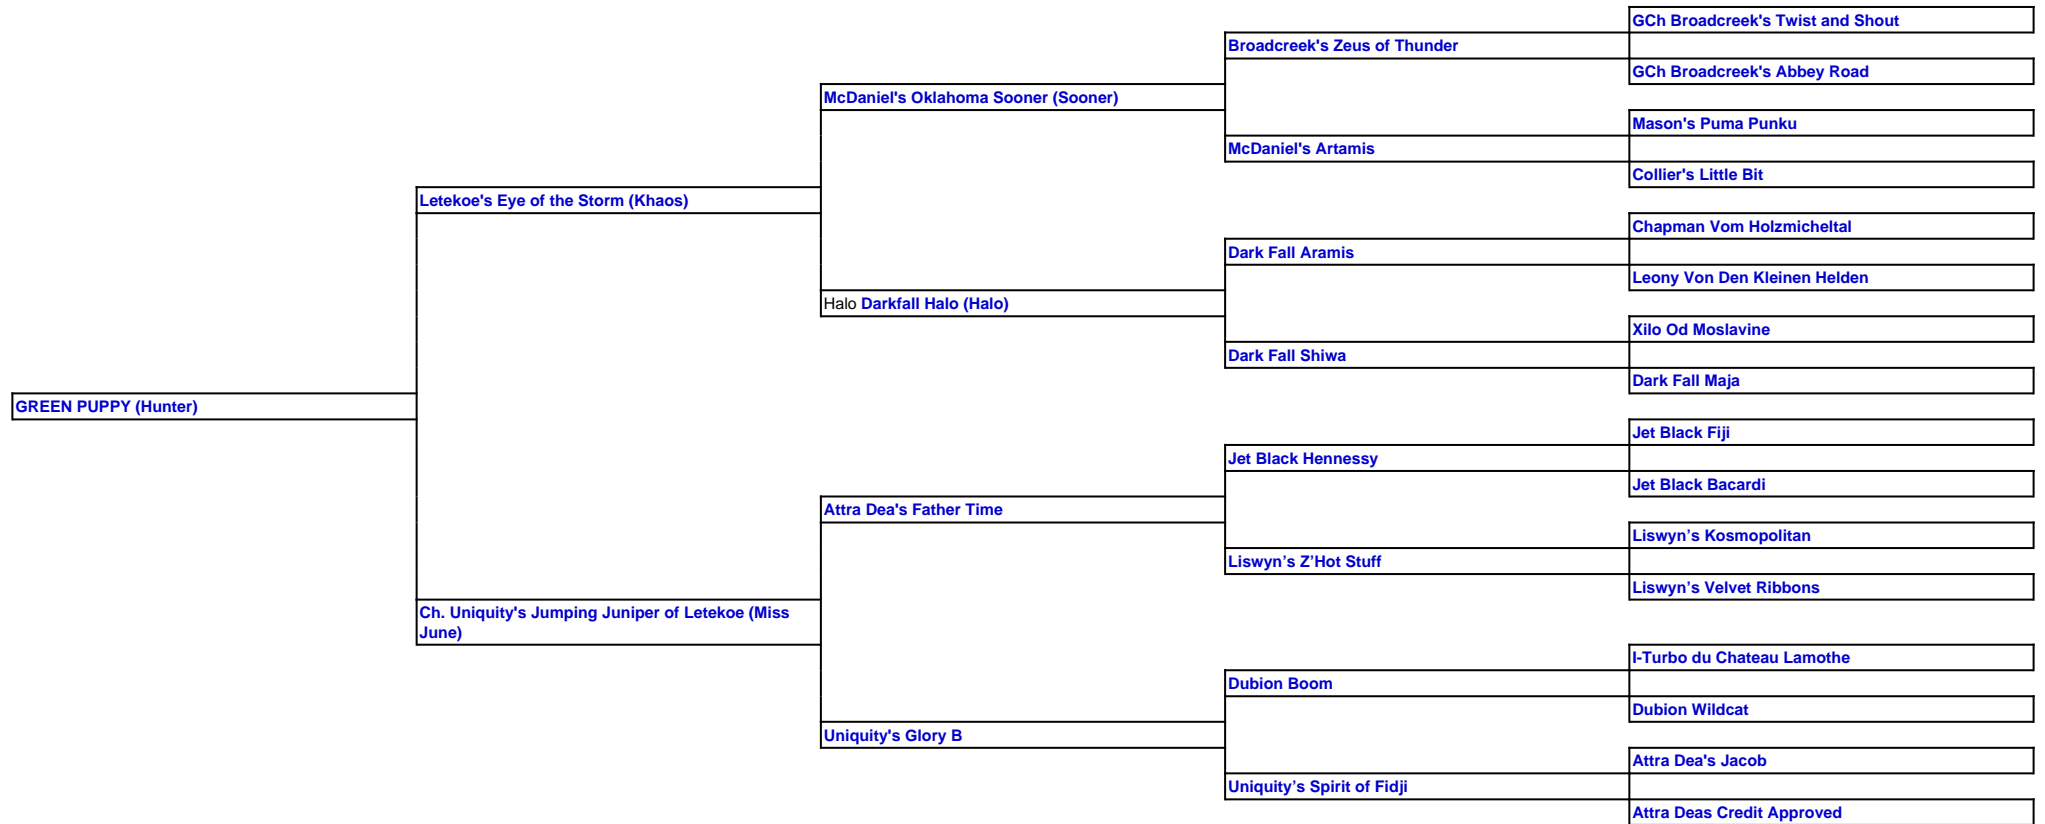 GCh Broadcreek's Twist and Shout
Broadcreek's Zeus of Thunder
GCh Broadcreek's Abbey Road
McDaniel's Oklahoma Sooner (Sooner)
Mason's Puma Punku
McDaniel's Artamis
Collier's Little Bit
Letekoe's Eye of the Storm (Khaos)
Chapman Vom Holzmicheltal
Dark Fall Aramis
Leony Von Den Kleinen Helden
Halo Darkfall Halo (Halo)
Xilo Od Moslavine
Dark Fall Shiwa
Dark Fall Maja
GREEN PUPPY (Hunter)
Jet Black Fiji
Jet Black Hennessy
Jet Black Bacardi
Attra Dea's Father Time
Liswyn’s Kosmopolitan
Liswyn’s Z’Hot Stuff
Liswyn’s Velvet Ribbons
Ch. Uniquity's Jumping Juniper of Letekoe (Miss
June)
I-Turbo du Chateau Lamothe
Dubion Boom
Dubion Wildcat
Uniquity's Glory B
Attra Dea's Jacob
Uniquity’s Spirit of Fidji
Attra Deas Credit Approved